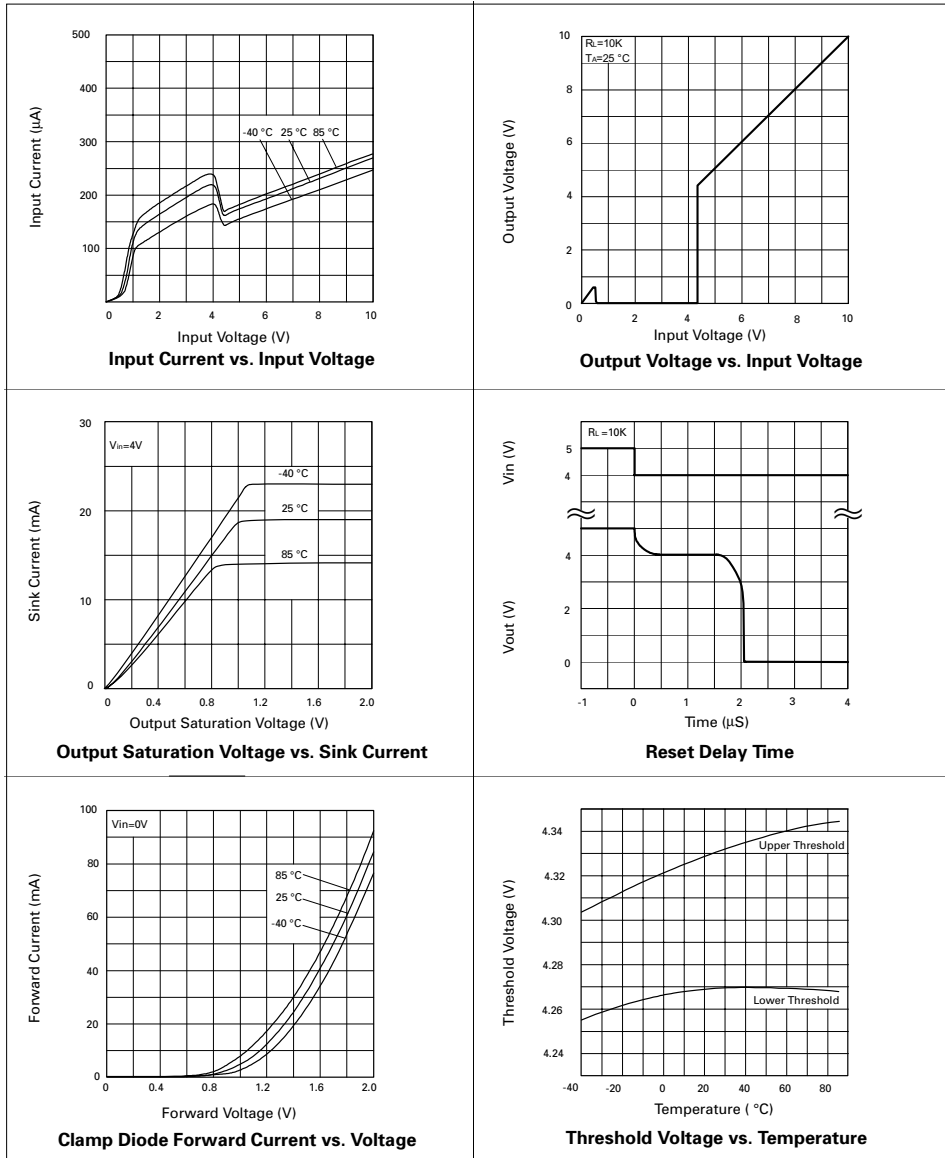 500
400
300
200
100
0 2 4 6 8 10
Input Current (µA)
-40 °C 25 °C 85 °C
Input Voltage (V)
Input Current vs. Input Voltage
10
8
6
4
2
0
0 2 4 6 8 10
Output Voltage (V)
RL=10K
TA=25 °C
Input Voltage (V)
Output Voltage vs. Input Voltage
30
20
10
0
0 0.4 0.8 1.2 1.6 2.0
Sink Current (mA)
Vin=4V
-40 °C
25 °C
85 °C
Output Saturation Voltage (V)
Output Saturation Voltage vs. Sink Current
RL =10K
Vin (V)
5
4
Vout (V)
4
2
0
-1 0 1 2 3 4
Time (µS)
Reset Delay Time
100
80
60
40
20
0
0 0.4 0.8 1.2 1.6 2.0
Forward Current (mA)
Vin=0V
85 °C
25 °C
-40 °C
Forward Voltage (V)
Clamp Diode Forward Current vs. Voltage
4.34
4.32
4.30
4.28
4.26
4.24
-40 -20 0 20 40 60 80
Threshold Voltage (V)
Upper Threshold
Lower Threshold
Temperature ( °C)
Threshold Voltage vs. Temperature